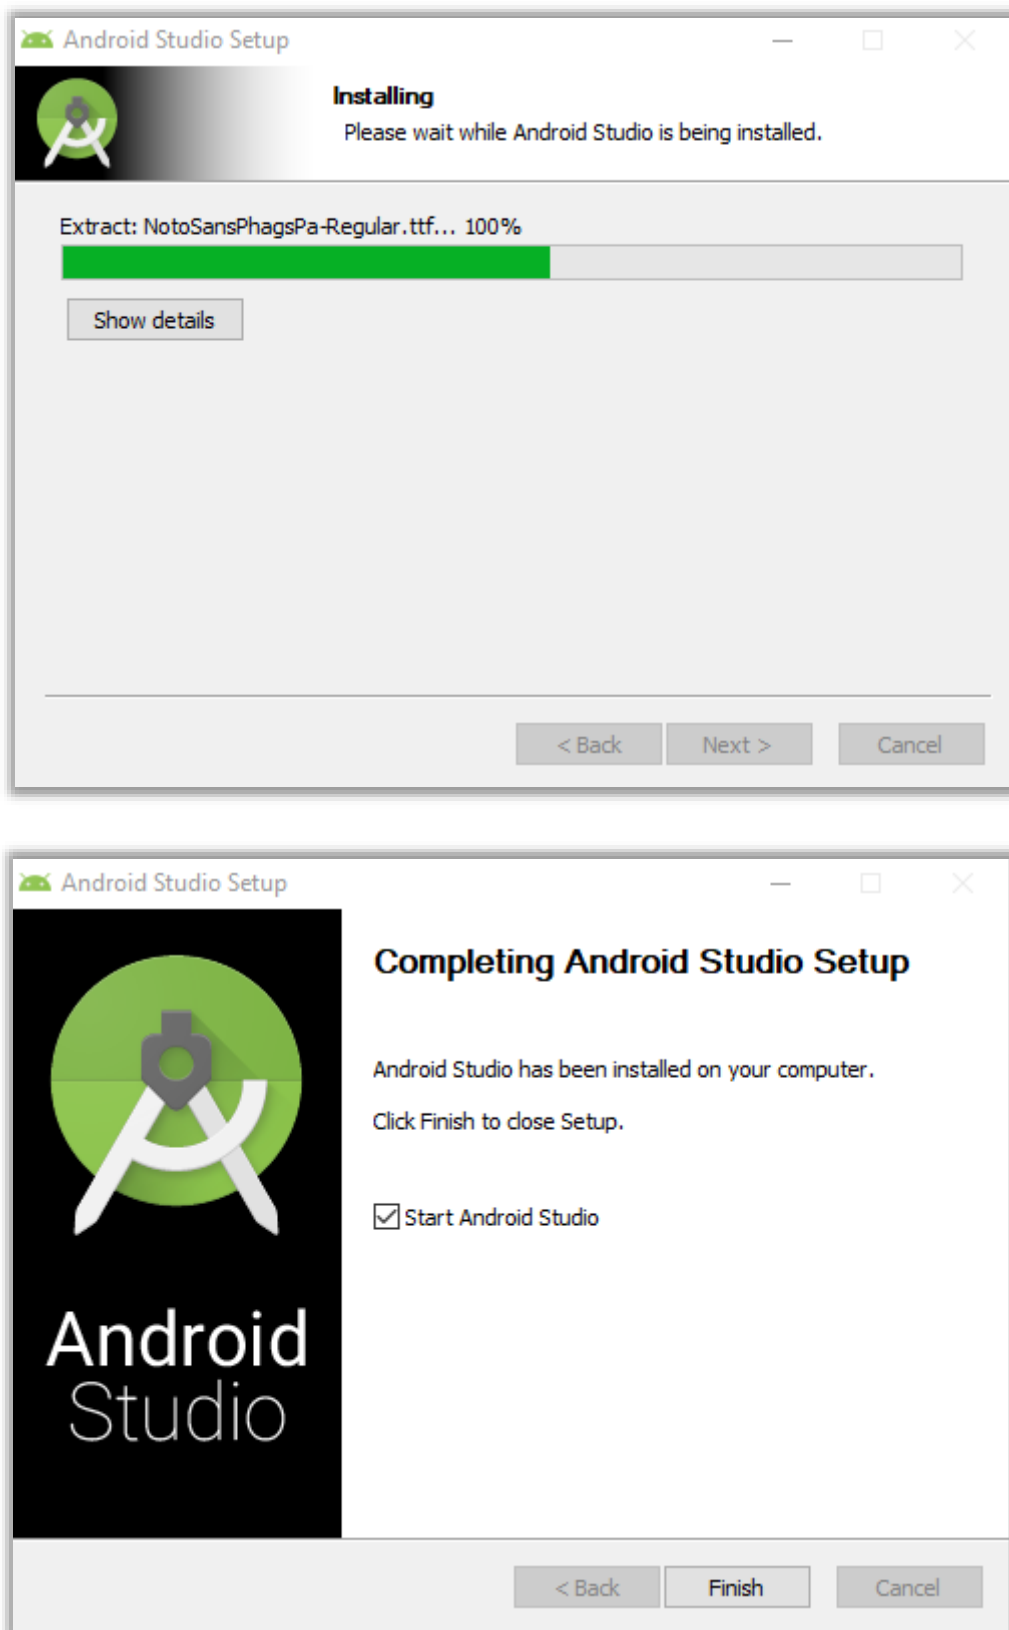 Android Studio Setup
Installing
Please wait while Android Studio is being installed.
Extract: NotoSansPhagsPa-Regular.ttf... 100%
Show details
< Back
Next >
Cancel
Android Studio Setup
Completing Android Studio Setup
Android Studio has been installed on your computer.
Click Finish to close Setup.
Start Android Studio
Android
Studio
< Back
Finish
Cancel